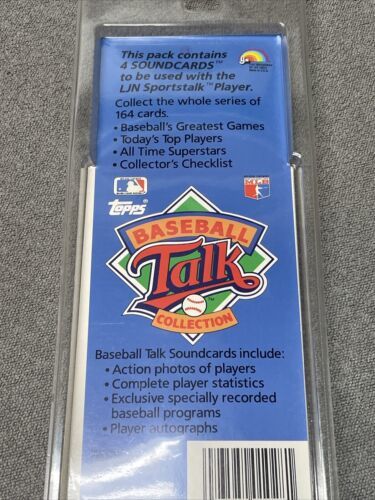 This pack contains
4 SOUNDCARDS™
to be used with the
LJN Sportstalk™ Player.
Collect the whole series of
164 cards.
• Baseball's Greatest Games
• Today's Top Players
• All Time Superstars
• Collector's Checklist
Topps®
MLB
BASEBALL
Talk™
COLLECTION
Baseball Talk Soundcards include:
• Action photos of players
• Complete player statistics
• Exclusive specially recorded
baseball programs
• Player autographs